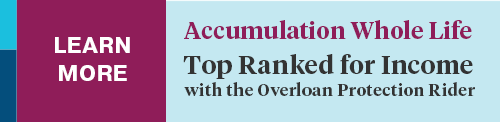 LEARN
MORE
Accumulation Whole Life
Top Ranked for Income
with the Overloan Protection Rider